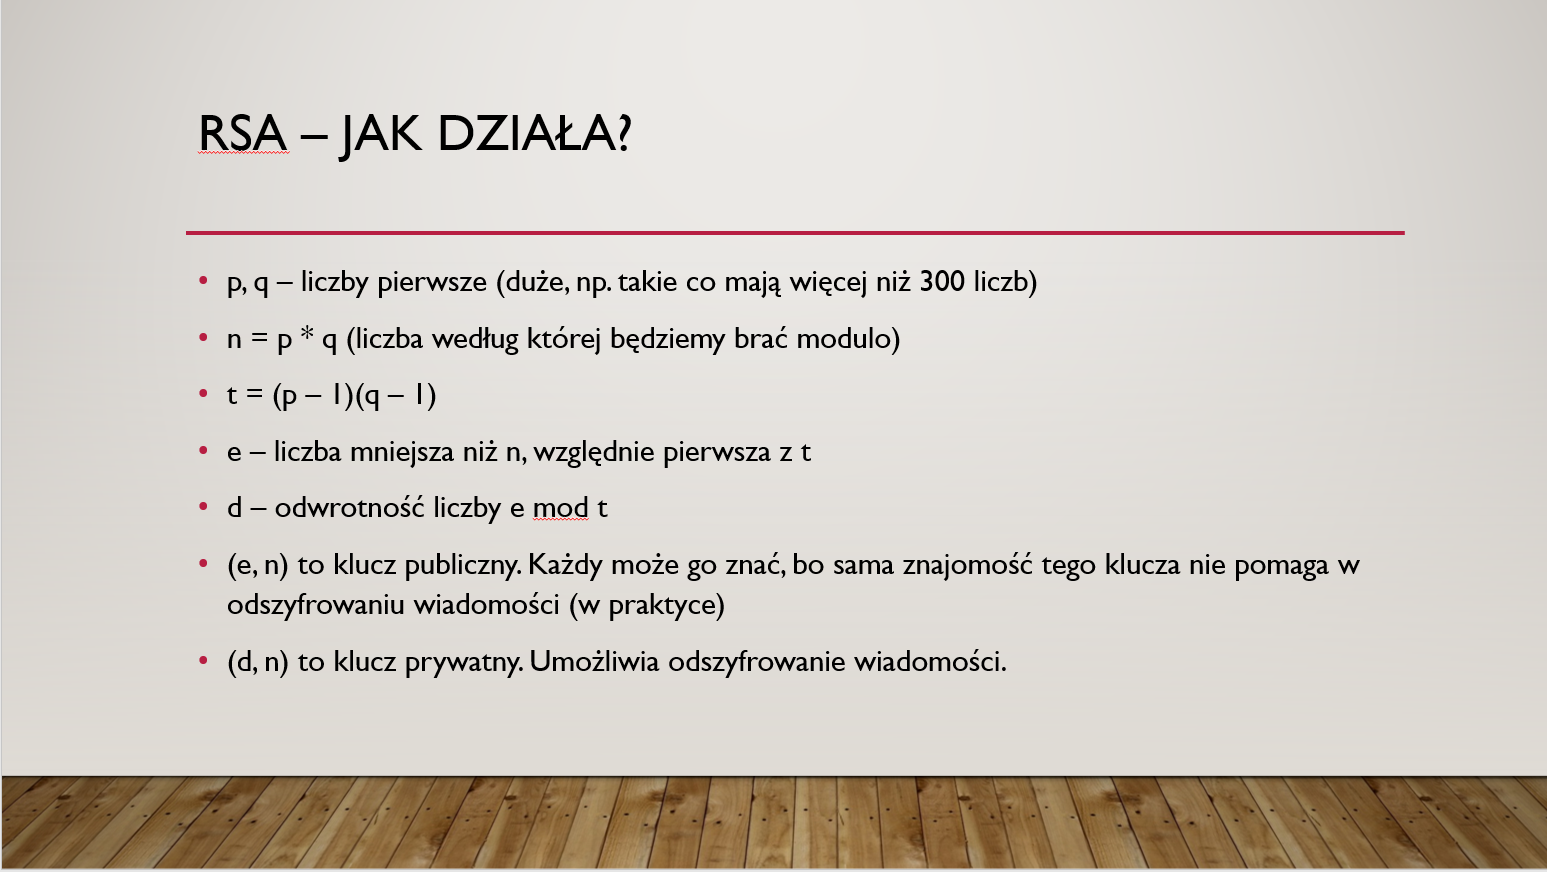 RSA – JAK DZIAŁA?
• p, q – liczby pierwsze (duże, np. takie co mają więcej niż 300 liczb)
• n = p * q (liczba według której będziemy brać modulo)
• t = (p – 1)(q – 1)
• e – liczba mniejsza niż n, względnie pierwsza z t
• d – odwrotność liczby e mod t
• (e, n) to klucz publiczny. Każdy może go znać, bo sama znajomość tego klucza nie pomaga w
odszyfrowaniu wiadomości (w praktyce)
• (d, n) to klucz prywatny. Umożliwia odszyfrowanie wiadomości.